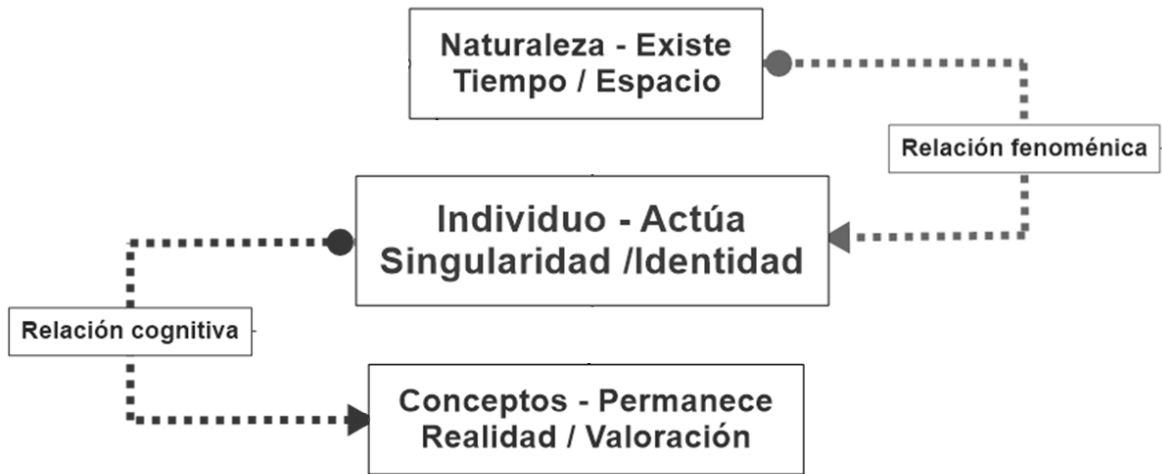 Naturaleza - Existe
Tiempo / Espacio
Relación fenoménica
Individuo - Actúa
Singularidad /Identidad
Relación cognitiva
Conceptos - Permanece
Realidad / Valoración